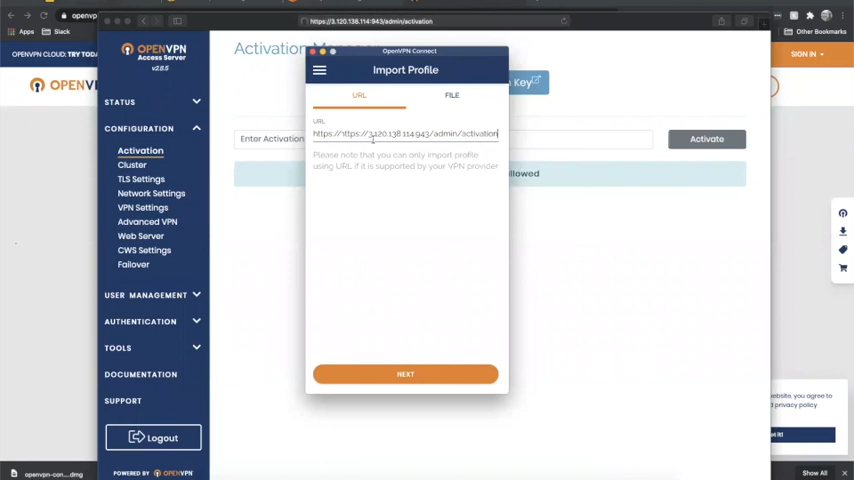 openvp
https://3.120.138.114:943/admin/activation
Apps
Slack
Other Bookmarks
OPENVPN CLOUD: TRY TODA
SIGN IN
OPENV
OPENVPN
Access Server
v2.8.5
STATUS
CONFIGURATION
Activation
Cluster
TLS Settings
Network Settings
VPN Settings
Advanced VPN
Web Server
CWS Settings
Failover
USER MANAGEMENT
AUTHENTICATION
TOOLS
DOCUMENTATION
SUPPORT
Logout
POWERED BY OPENVPN
Activation M
Key
Enter Activation
Activate
llowed
OpenVPN Connect
Import Profile
URL
FILE
URL
https://https://3.120.138.114:943/admin/activation
Please note that you can only import profile
using URL if it is supported by your VPN provider
NEXT
website, you agree to
d privacy policy
ot it!
openvpn-con....dmg
Show All